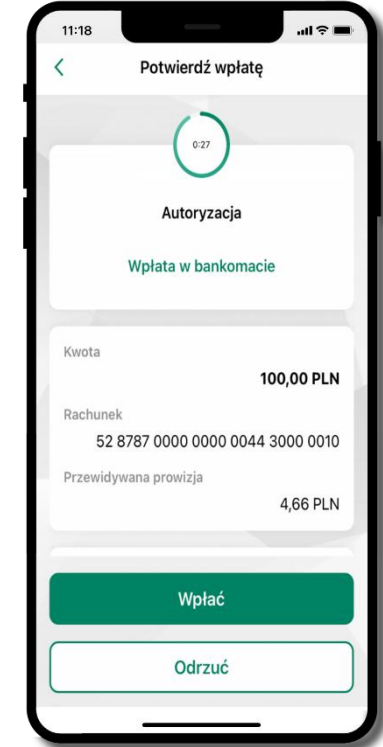 11:18
Potwierdź wpłatę
0:27
Autoryzacja
Wpłata w bankomacie
Kwota
100,00 PLN
Rachunek
52 8787 0000 0000 0044 3000 0010
Przewidywana prowizja
4,66 PLN
Wpłać
Odrzuć